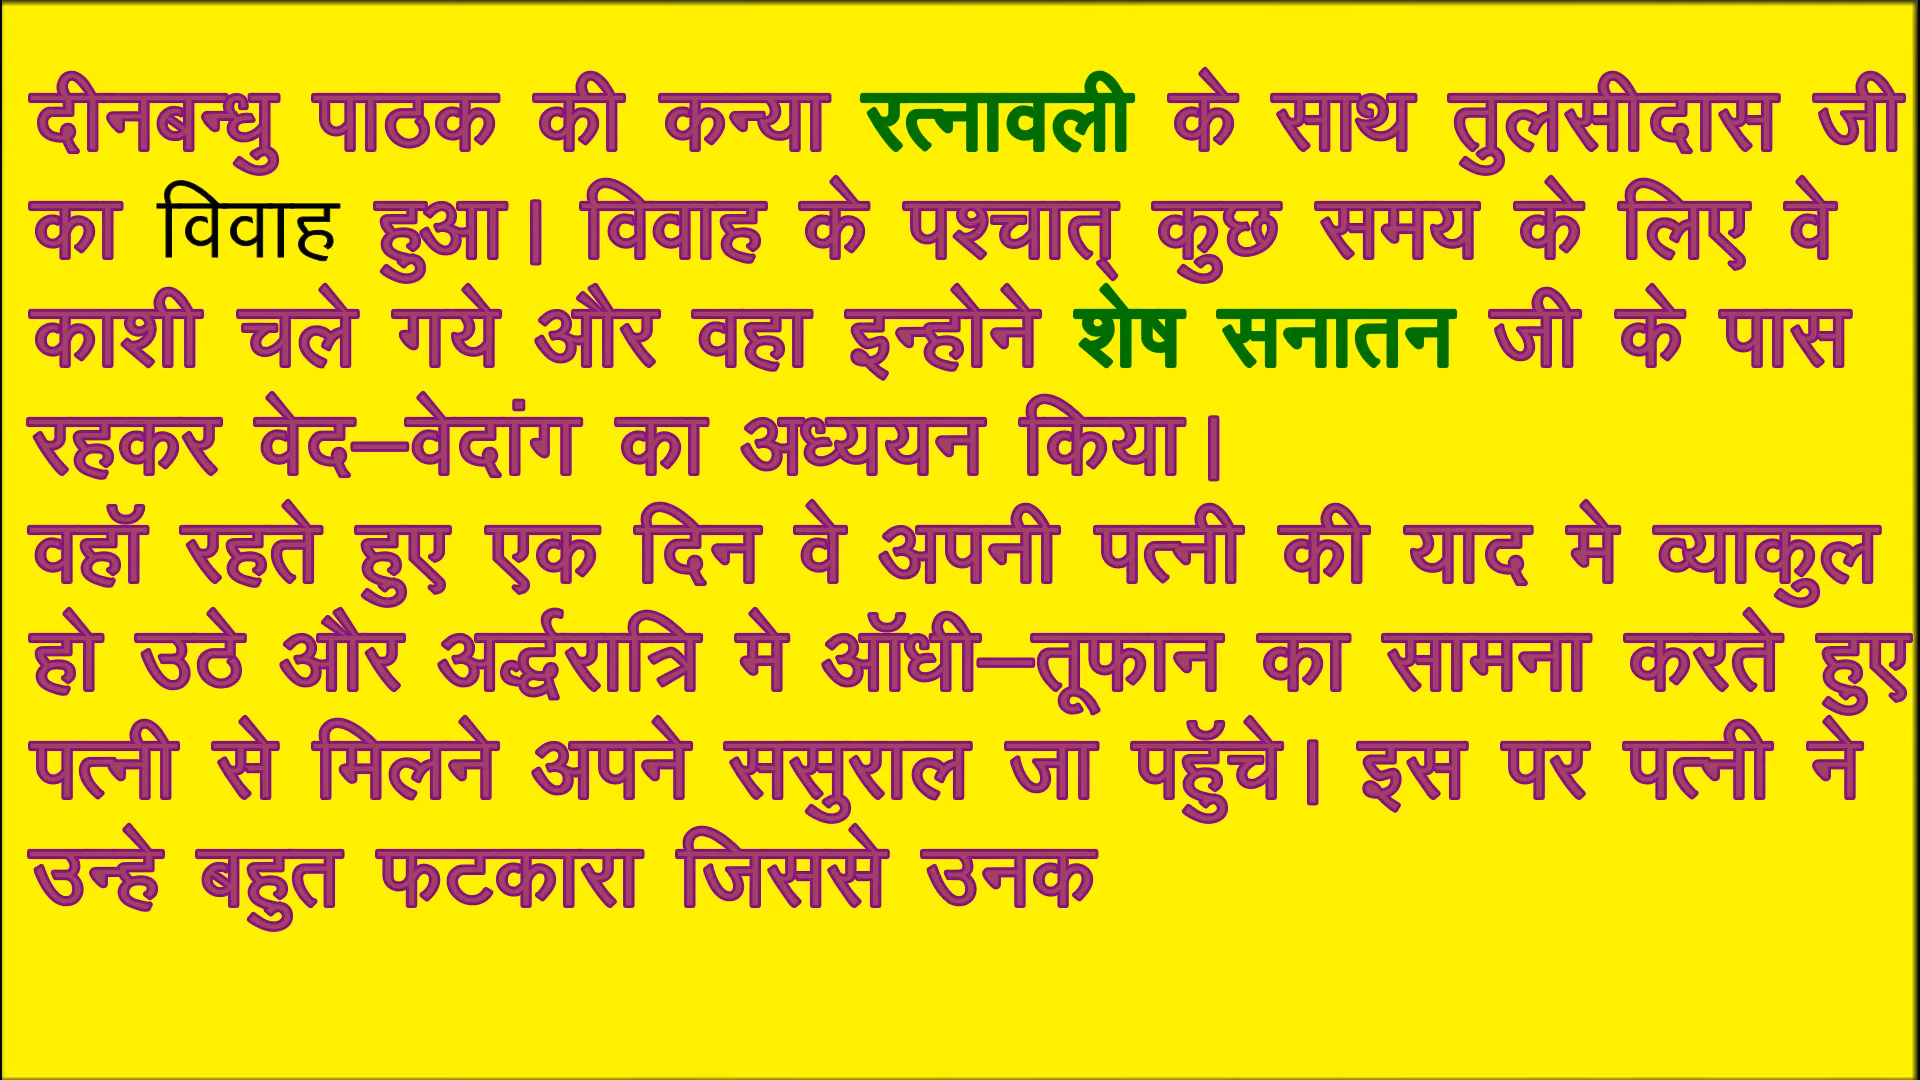 दीनबन्धु पाठक की कन्या रत्नावली के साथ तुलसीदास जी
का विवाह हुआ। विवाह के पश्चात् कुछ समय के लिए वे
काशी चले गये और वहा इन्होने शेष सनातन जी के पास
रहकर वेद–वेदांग का अध्ययन किया।
वहॉ रहते हुए एक दिन वे अपनी पत्नी की याद मे व्याकुल
हो उठे और अर्द्धरात्रि मे ऑधी–तूफान का सामना करते हुए
पत्नी से मिलने अपने ससुराल जा पहुॅचे। इस पर पत्नी ने
उन्हे बहुत फटकारा जिससे उनक